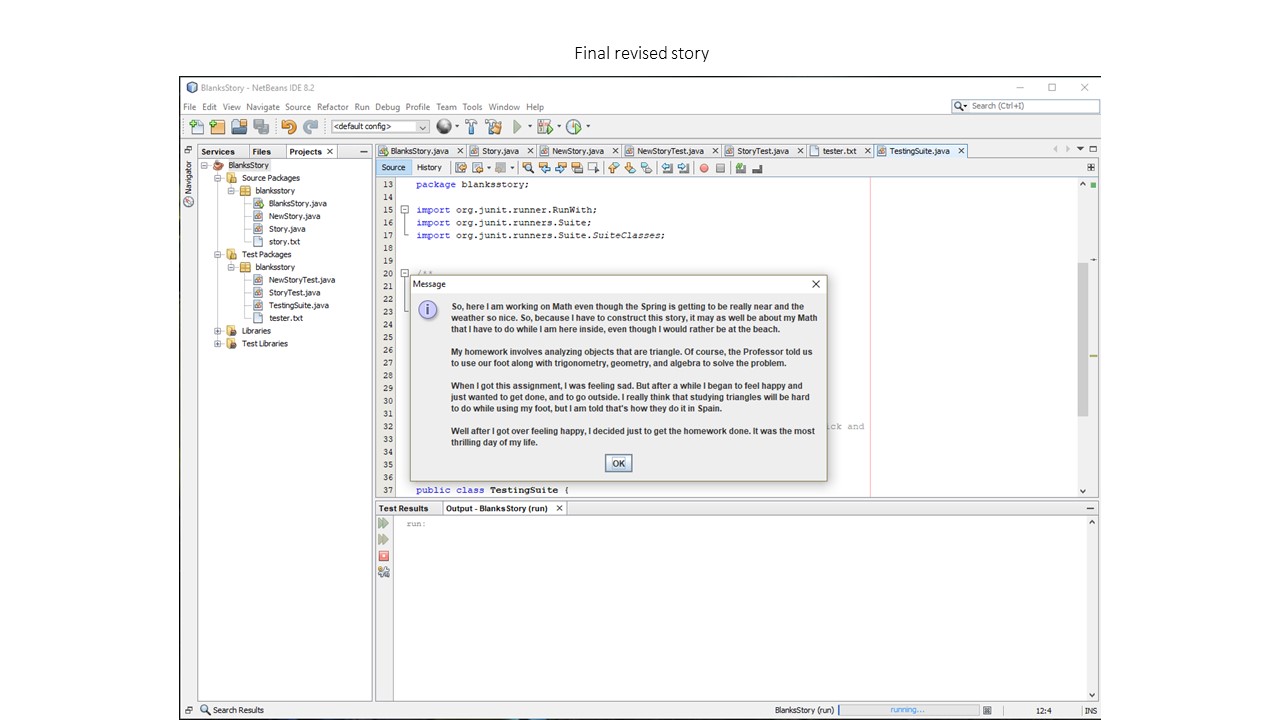 Final revised story
BlanksStory - NetBeans IDE 8.2
File Edit View Navigate Source Refactor Run Debug Profile Team Tools Window Help
Search (Ctrl+I)
<default config>
Services Files Projects
Navigator
BlanksStory
Source Packages
blanksstory
BlanksStory.java
NewStory.java
Story.java
story.txt
Test Packages
blanksstory
NewStoryTest.java
StoryTest.java
TestingSuite.java
tester.txt
Libraries
Test Libraries
BlanksStory.java Story.java NewStory.java NewStoryTest.java StoryTest.java tester.txt TestingSuite.java
Source History
13 package blanksstory;
14
15 import org.junit.runner.RunWith;
16 import org.junit.runners.Suite;
17 import org.junit.runners.Suite.SuiteClasses;
18
19
20 /**
21
22
23
24
25
26
27
28
29
30
31
32 ick and
33
34
35
36
37 public class TestingSuite {
Message
So, here I am working on Math even though the Spring is getting to be really near and the
weather so nice. So, because I have to construct this story, it may as well be about my Math
that I have to do while I am here inside, even though I would rather be at the beach.
My homework involves analyzing objects that are triangle. Of course, the Professor told us
to use our foot along with trigonometry, geometry, and algebra to solve the problem.
When I got this assignment, I was feeling sad. But after a while I began to feel happy and
just wanted to get done, and to go outside. I really think that studying triangles will be hard
to do while using my foot, but I am told that's how they do it in Spain.
Well after I got over feeling happy, I decided just to get the homework done. It was the most
thrilling day of my life.
OK
Test Results Output - BlanksStory (run)
run:
Search Results
BlanksStory (run) running... 12:4 INS